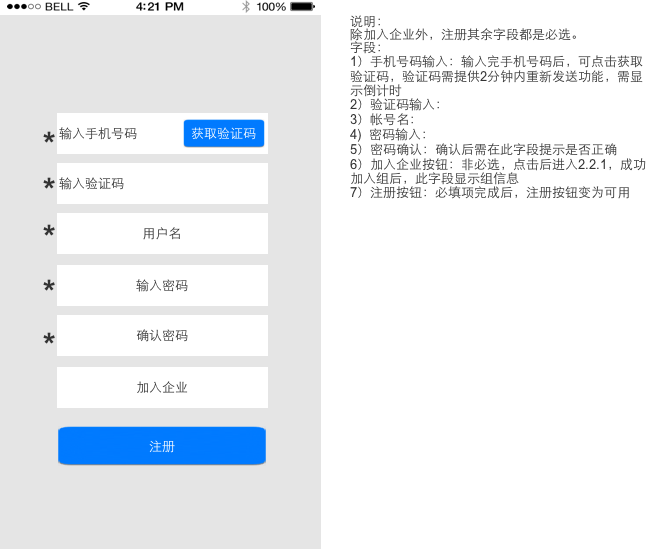 BELL 4:21 PM 100%
* 输入手机号码 获取验证码
* 输入验证码
* 用户名
* 输入密码
* 确认密码
加入企业
注册
说明：
除加入企业外，注册其余字段都是必选。
字段：
1）手机号码输入：输入完手机号码后，可点击获取
验证码，验证码需提供2分钟内重新发送功能，需显
示倒计时
2）验证码输入：
3）帐号名：
4）密码输入：
5）密码确认：确认后需在此字段提示是否正确
6）加入企业按钮：非必选，点击后进入2.2.1，成功
加入组后，此字段显示组信息
7）注册按钮：必填项完成后，注册按钮变为可用